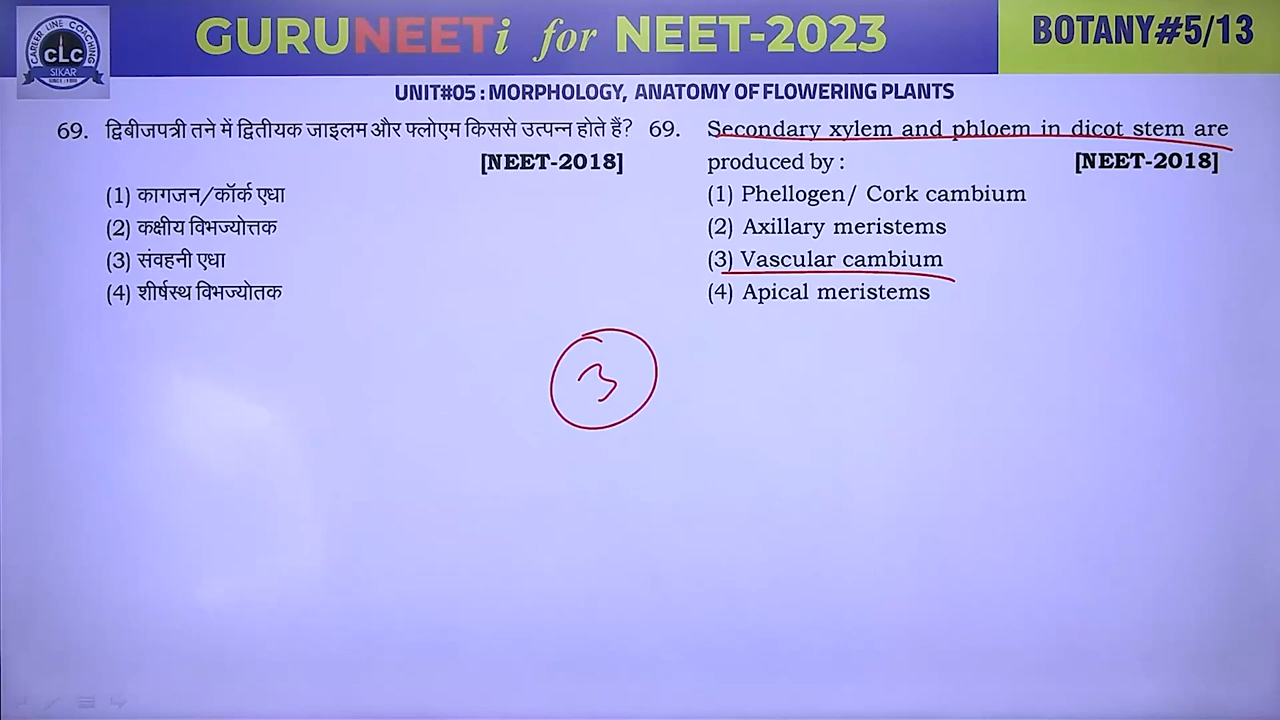 GURUNEETi for NEET-2023
BOTANY#5/13
CAREER LINE COACHING
CLC
SIKAR
UNIT#05 : MORPHOLOGY, ANATOMY OF FLOWERING PLANTS
69. द्विबीजपत्री तने में द्वितीयक जाइलम और फ्लोएम किससे उत्पन्न होते हैं?
[NEET-2018]
(1) कागजन/कॉर्क एधा
(2) कक्षीय विभज्योत्तक
(3) संवहनी एधा
(4) शीर्षस्थ विभज्योतक
69. Secondary xylem and phloem in dicot stem are
produced by : [NEET-2018]
(1) Phellogen/ Cork cambium
(2) Axillary meristems
(3) Vascular cambium
(4) Apical meristems
3